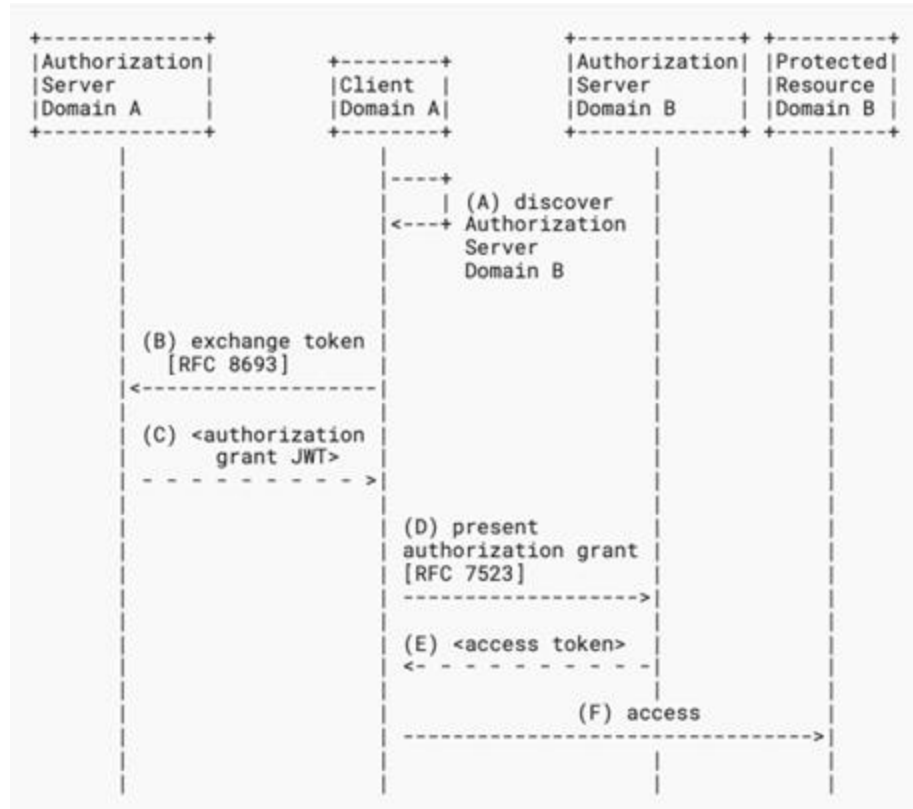 Authorization
Server
Domain A
Client
Domain A
Authorization
Server
Domain B
Protected
Resource
Domain B
(A) discover
Authorization
Server
Domain B
(B) exchange token
[RFC 8693]
(C) <authorization
grant JWT>
(D) present
authorization grant
[RFC 7523]
(E) <access token>
(F) access